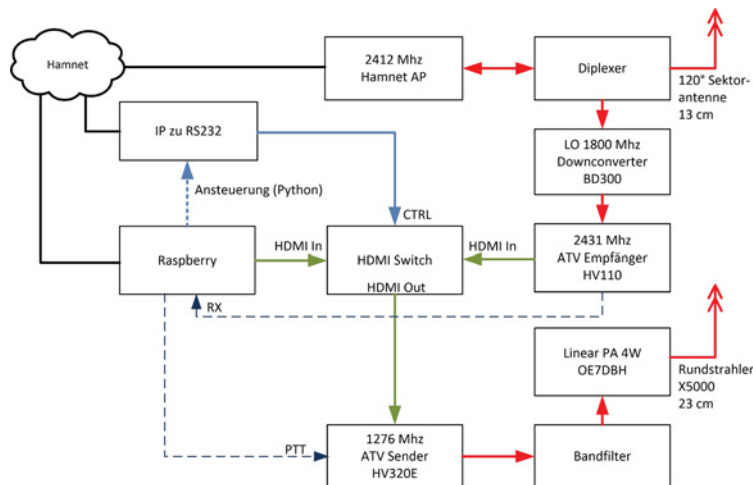 Hamnet
2412 Mhz
Hamnet AP
Diplexer
120° Sektor-
antenne
13 cm
IP zu RS232
LO 1800 Mhz
Downconverter
BD300
Ansteuerung (Python)
CTRL
Raspberry
HDMI In
HDMI Switch
HDMI Out
HDMI In
2431 Mhz
ATV Empfänger
HV110
RX
Linear PA 4W
OE7DBH
Rundstrahler
X5000
23 cm
PTT
1276 Mhz
ATV Sender
HV320E
Bandfilter